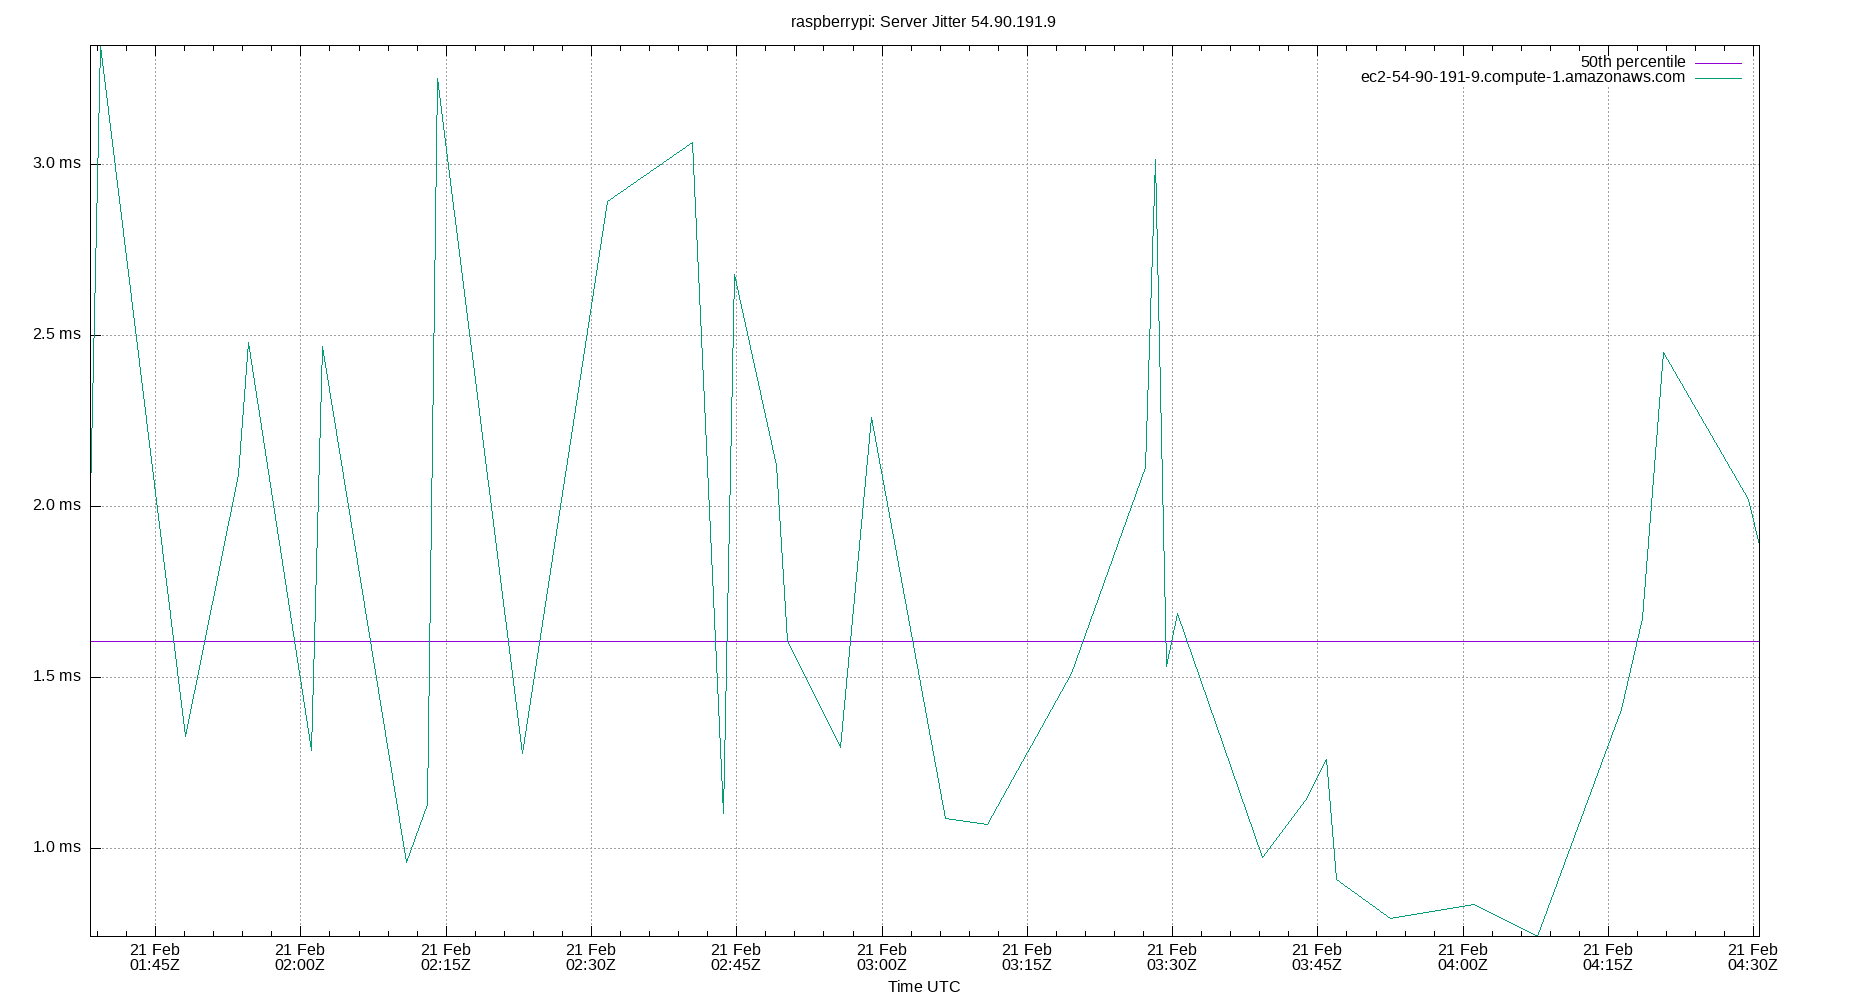 raspberrypi: Server Jitter 54.90.191.9
50th percentile
ec2-54-90-191-9.compute-1.amazonaws.com
3.0 ms
2.5 ms
2.0 ms
1.5 ms
1.0 ms
21 Feb 21 Feb 21 Feb 21 Feb 21 Feb 21 Feb 21 Feb 21 Feb 21 Feb 21 Feb 21 Feb 21 Feb
01:45Z 02:00Z 02:15Z 02:30Z 02:45Z 03:00Z 03:15Z 03:30Z 03:45Z 04:00Z 04:15Z 04:30Z
Time UTC